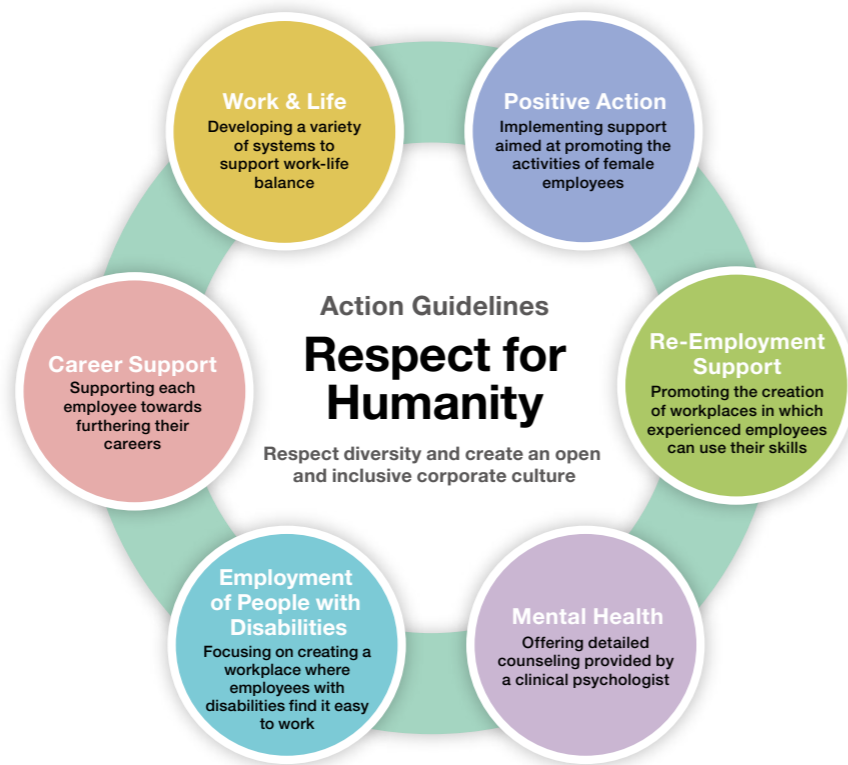 Work & Life
Developing a variety
of systems to
support work-life
balance
Positive Action
Implementing support
aimed at promoting the
activities of female
employees
Action Guidelines
Respect for
Humanity
Respect diversity and create an open
and inclusive corporate culture
Career Support
Supporting each
employee towards
furthering their
careers
Re-Employment
Support
Promoting the creation
of workplaces in which
experienced employees
can use their skills
Employment
of People with
Disabilities
Focusing on creating a
workplace where
employees with
disabilities find it easy
to work
Mental Health
Offering detailed
counseling provided by
a clinical psychologist